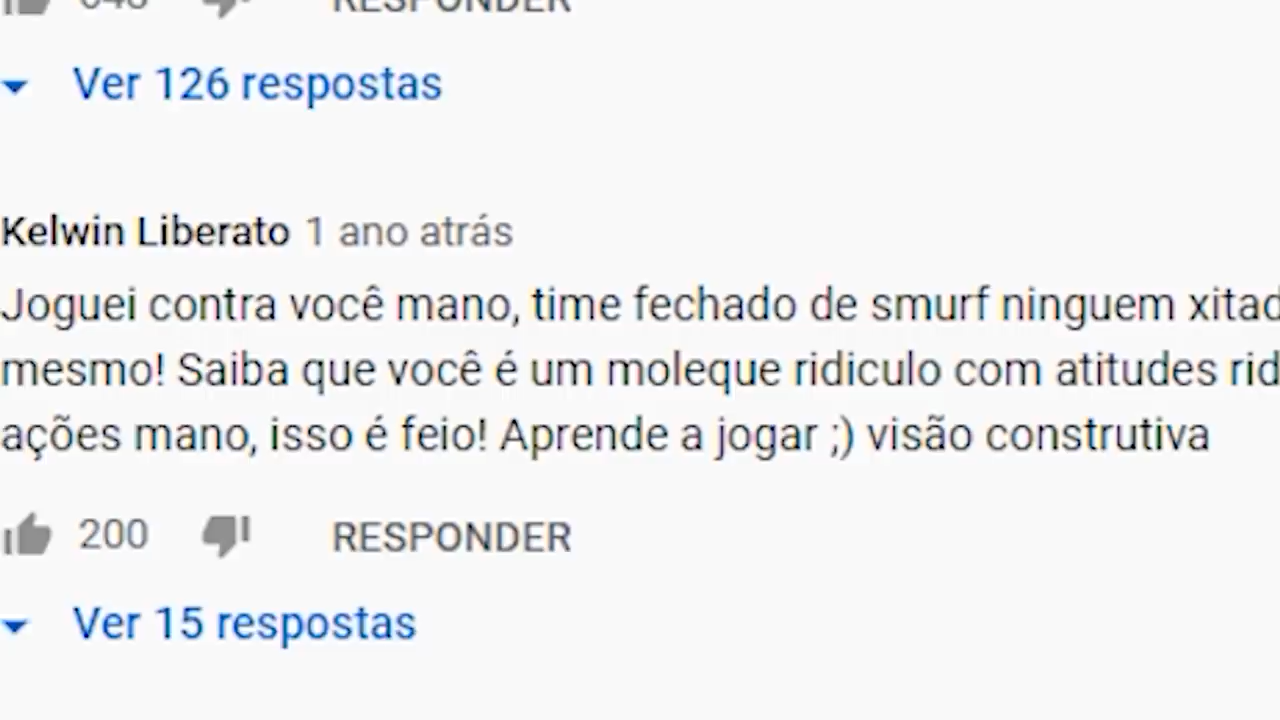 RESPONDER
Ver 126 respostas
Kelwin Liberato 1 ano atrás
Joguei contra você mano, time fechado de smurf ninguem
mesmo! Saiba que você é um moleque ridiculo com atitudes
ações mano, isso é feio! Aprende a jogar ;) visão construtiva
200 RESPONDER
Ver 15 respostas